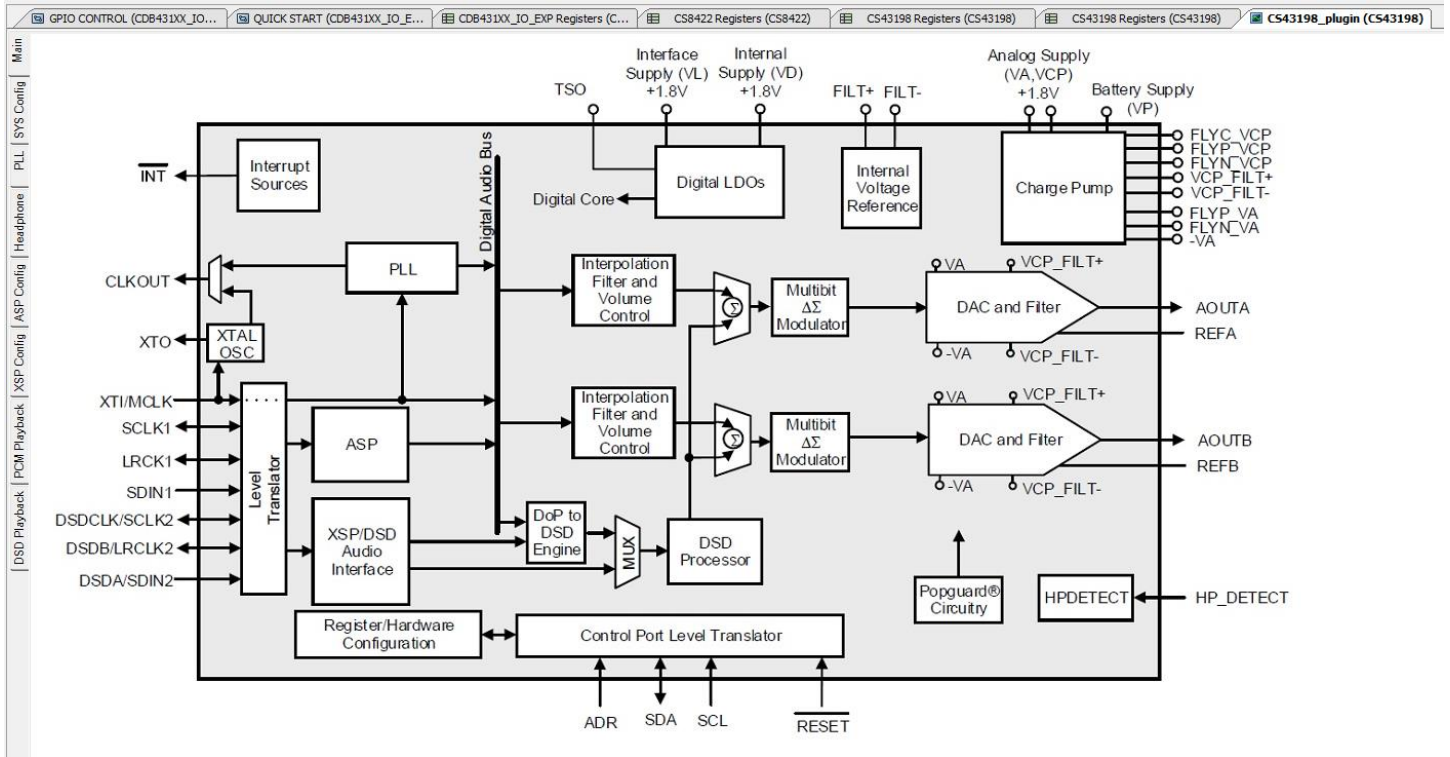 GPIO CONTROL (CDB431XX_IO...
QUICK START (CDB431XX_IO_E...
CDB431XX_IO_EXP Registers (C...
CS8422 Registers (CS8422)
CS43198 Registers (CS43198)
CS43198 Registers (CS43198)
CS43198_plugin (CS43198)
Main
SYS Config
PLL
Headphone
ASP Config
XSP Config
PCM Playback
DSD Playback
TSO
Interface
Supply (VL)
+1.8V
Internal
Supply (VD)
+1.8V
FILT+
FILT-
Analog Supply
(VA,VCP)
+1.8V
Battery Supply
(VP)
INT
Interrupt
Sources
Digital Audio Bus
Digital LDOs
Digital Core
Internal
Voltage
Reference
Charge Pump
FLYC_VCP
FLYP_VCP
FLYN_VCP
VCP_FILT+
VCP_FILT-
FLYP_VA
FLYN_VA
-VA
CLKOUT
PLL
XTO
XTAL
OSC
Interpolation
Filter and
Volume
Control
Σ
Multibit
ΔΣ
Modulator
VA
VCP_FILT+
DAC and Filter
-VA
VCP_FILT-
AOUTA
REFA
XTI/MCLK
SCLK1
LRCK1
SDIN1
DSDCLK/SCLK2
DSDB/LRCLK2
DSDA/SDIN2
Level
Translator
ASP
XSP/DSD
Audio
Interface
Interpolation
Filter and
Volume
Control
Σ
Multibit
ΔΣ
Modulator
VA
VCP_FILT+
DAC and Filter
-VA
VCP_FILT-
AOUTB
REFB
DoP to
DSD
Engine
MUX
DSD
Processor
Popguard®
Circuitry
HPDETECT
HP_DETECT
Register/Hardware
Configuration
Control Port Level Translator
ADR
SDA
SCL
RESET